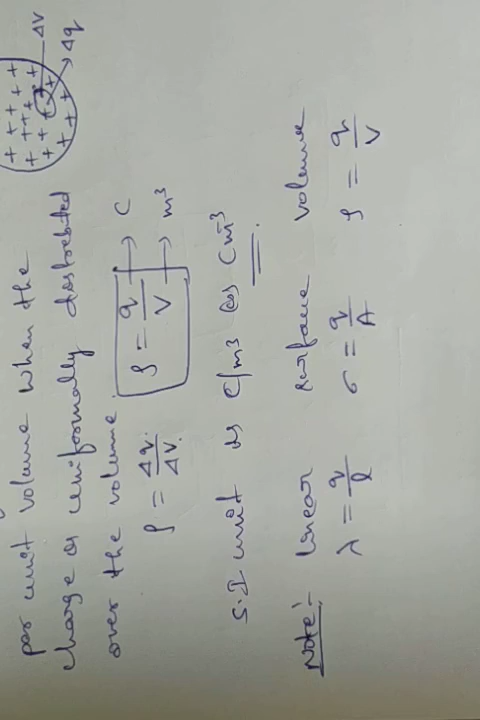 per unit volume when the
charge is uniformally distributed
over the volume.
ρ = Δq/ΔV. ρ = q/V → C → m³
S.I unit is C/m³ (or) Cm⁻³
Note:- linear surface volume
λ = q/l σ = q/A ρ = q/V
ΔV
Δq